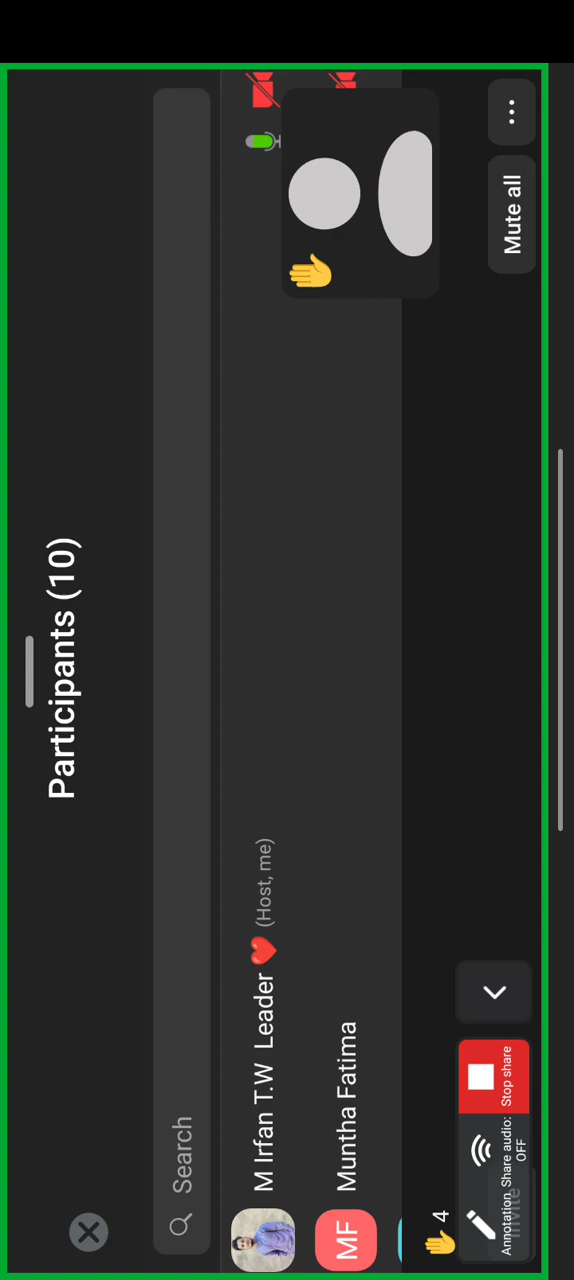 Participants (10)
Search
M Irfan T.W Leader ❤️ (Host, me)
MF
Muntha Fatima
✋ 4
Annotation
Share audio:
OFF
Stop share
Invite
Mute all